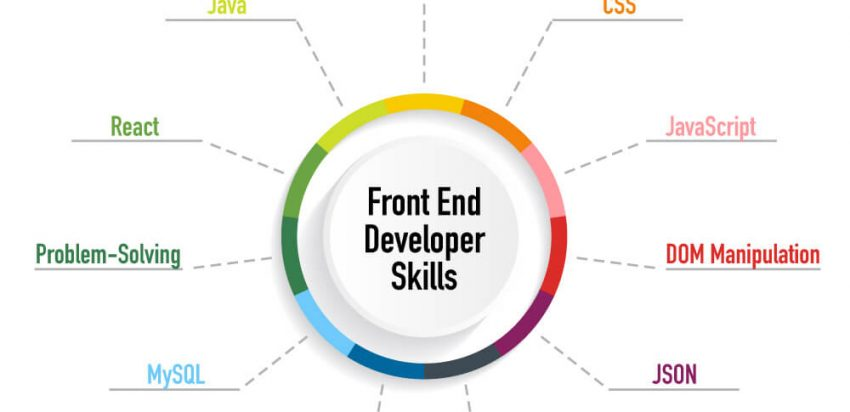 Java
CSS
React
JavaScript
Front End
Developer
Skills
Problem-Solving
DOM Manipulation
MySQL
JSON